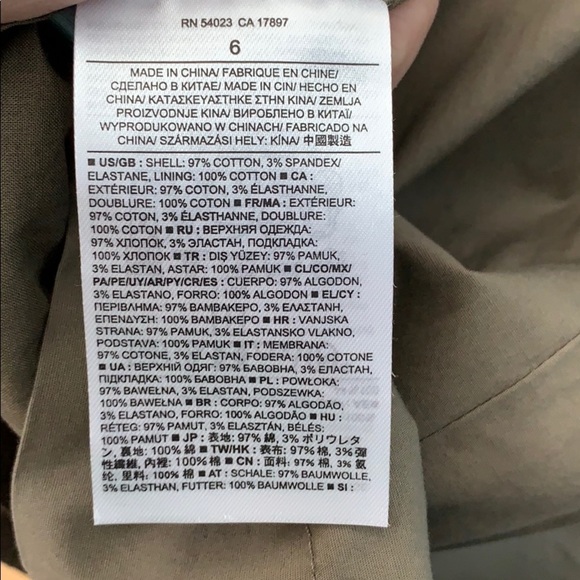 RN 54023 CA 17897
6
MADE IN CHINA/ FABRIQUE EN CHINE/
СДЕЛАНО В КИТАЕ/ MADE IN CIN/ HECHO EN
CHINA/ ΚΑΤΑΣΚΕΥΑΣΤΗΚΕ ΣΤΗΝ ΚΙΝΑ/ ZEMLJA
PROIZVODNJE KINA/ ВИРОБЛЕНО В КИТАЇ/
WYPRODUKOWANO W CHINACH/ FABRICADO NA
CHINA/ SZÁRMAZÁSI HELY: KÍNA/ 中國製造
■ US/GB : SHELL: 97% COTTON, 3% SPANDEX/
ELASTANE, LINING: 100% COTTON ■ CA :
EXTÉRIEUR: 97% COTON, 3% ÉLASTHANNE,
DOUBLURE: 100% COTON ■ FR/MA : EXTÉRIEUR:
97% COTON, 3% ÉLASTHANNE, DOUBLURE:
100% COTON ■ RU : ВЕРХНЯЯ ОДЕЖДА:
97% ХЛОПОК, 3% ЭЛАСТАН, ПОДКЛАДКА:
100% ХЛОПОК ■ TR : DIŞ YÜZEY: 97% PAMUK,
3% ELASTAN, ASTAR: 100% PAMUK ■ CL/CO/MX/
PA/PE/UY/AR/PY/CR/ES : CUERPO: 97% ALGODÓN,
3% ELASTANO, FORRO: 100% ALGODÓN ■ EL/CY :
ΠΕΡΙΒΛΗΜΑ: 97% ΒΑΜΒΑΚΕΡΟ, 3% ΕΛΑΣΤΑΝΗ,
ΕΠΕΝΔΥΣΗ: 100% ΒΑΜΒΑΚΕΡΟ ■ HR : VANJSKA
STRANA: 97% PAMUK, 3% ELASTANSKO VLAKNO,
PODSTAVA: 100% PAMUK ■ IT : MEMBRANA:
97% COTONE, 3% ELASTAN, FODERA: 100% COTONE
■ UA : ВЕРХНІЙ ОДЯГ: 97% БАВОВНА, 3% ЕЛАСТАН,
ПІДКЛАДКА: 100% БАВОВНА ■ PL : POWŁOKA:
97% BAWEŁNA, 3% ELASTAN, PODSZEWKA:
100% BAWEŁNA ■ BR : CORPO: 97% ALGODÃO,
3% ELASTANO, FORRO: 100% ALGODÃO ■ HU :
RÉTEG: 97% PAMUT, 3% ELASZTÁN, BÉLÉS:
100% PAMUT ■ JP : 表地: 97% 綿, 3% ポリウレタ
ン, 裏地: 100% 綿 ■ TW/HK : 表布: 97% 棉, 3% 彈
性纖維, 內裡: 100% 棉 ■ CN : 面料: 97% 棉, 3% 氨
纶, 里料: 100% 棉 ■ AT : SCHALE: 97% BAUMWOLLE,
3% ELASTHAN, FUTTER: 100% BAUMWOLLE ■ SI :